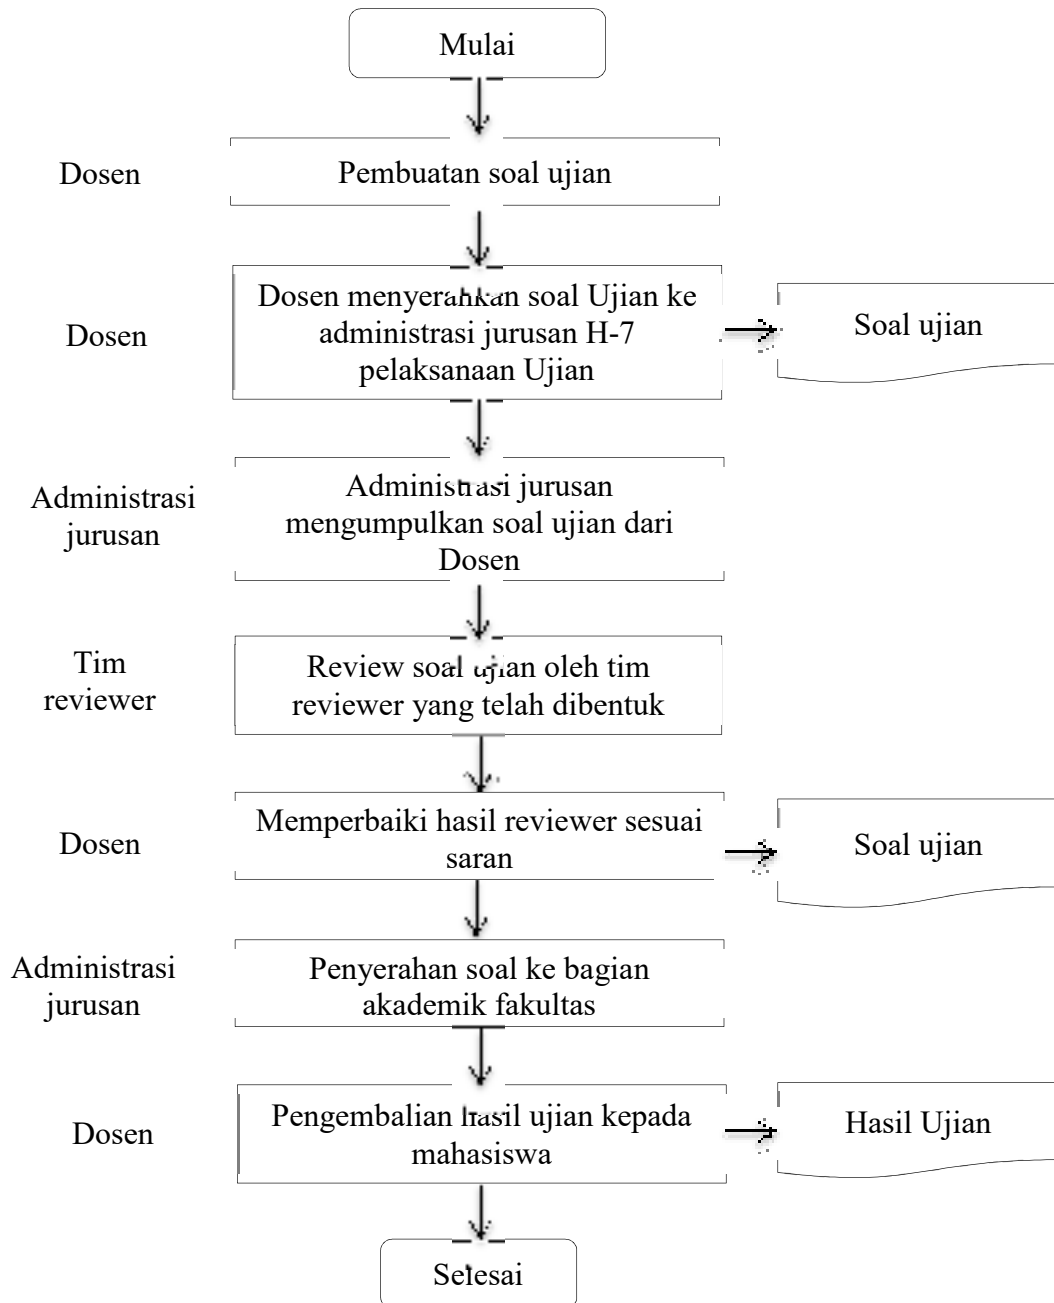 Mulai
Dosen
Pembuatan soal ujian
Dosen
Dosen menyerahkan soal Ujian ke
administrasi jurusan H-7
pelaksanaan Ujian
Soal ujian
Administrasi
jurusan
Administrasi jurusan
mengumpulkan soal ujian dari
Dosen
Tim
reviewer
Review soal ujian oleh tim
reviewer yang telah dibentuk
Dosen
Memperbaiki hasil reviewer sesuai
saran
Soal ujian
Administrasi
jurusan
Penyerahan soal ke bagian
akademik fakultas
Dosen
Pengembalian hasil ujian kepada
mahasiswa
Hasil Ujian
Selesai